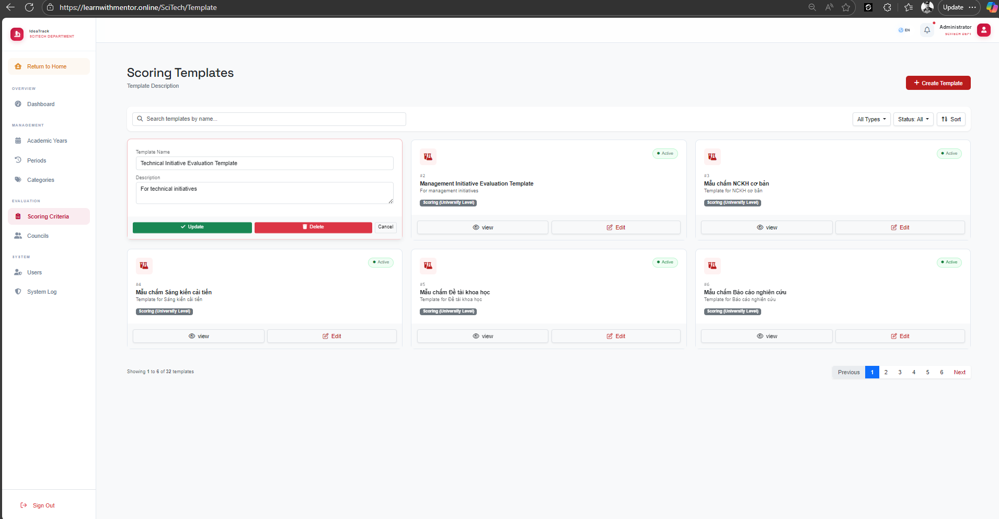 https://learnwithmentor.online/SciTech/Template
Update
IdeaTrack
SCITECH DEPARTMENT
EN
Administrator
SCITECH DEPT
Return to Home
OVERVIEW
Dashboard
MANAGEMENT
Academic Years
Periods
Categories
EVALUATION
Scoring Criteria
Councils
SYSTEM
Users
System Log
Sign Out
Scoring Templates
Template Description
+ Create Template
Search templates by name...
All Types
Status: All
Sort
Template Name
Technical Initiative Evaluation Template
Description
For technical initiatives
Update
Delete
Cancel
Active
#2
Management Initiative Evaluation Template
For management initiatives
Scoring (University Level)
view
Edit
Active
#3
Mẫu chấm NCKH cơ bản
Template for NCKH cơ bản
Scoring (University Level)
view
Edit
Active
#4
Mẫu chấm Sáng kiến cải tiến
Template for Sáng kiến cải tiến
Scoring (University Level)
view
Edit
Active
#5
Mẫu chấm Đề tài khoa học
Template for Đề tài khoa học
Scoring (University Level)
view
Edit
Active
#6
Mẫu chấm Báo cáo nghiên cứu
Template for Báo cáo nghiên cứu
Scoring (University Level)
view
Edit
Showing 1 to 6 of 32 templates
Previous 1 2 3 4 5 6 Next